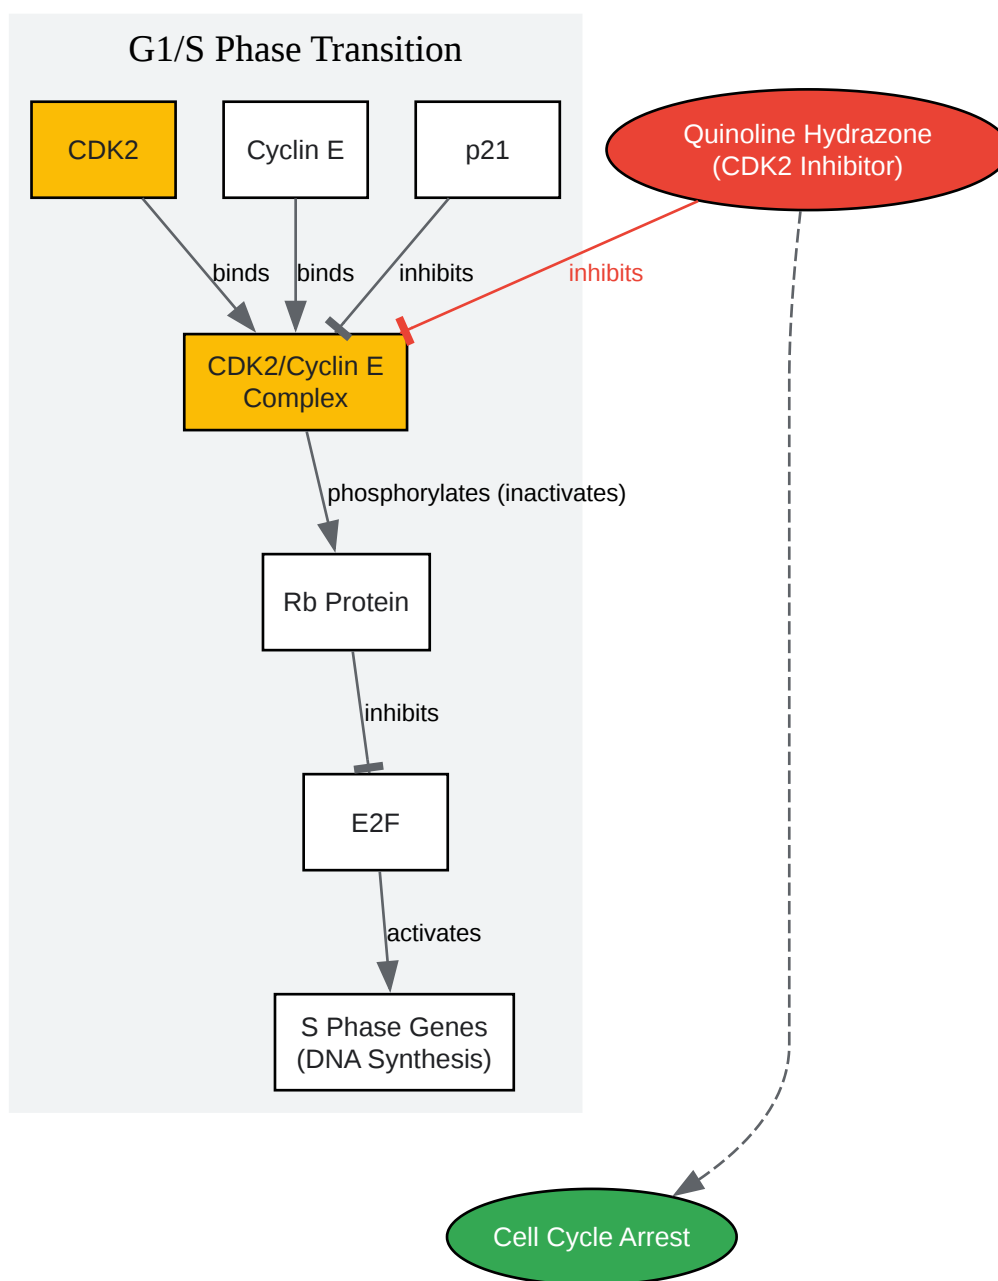 G1/S Phase Transition
CDK2
Cyclin E
p21
Quinoline Hydrazone
(CDK2 Inhibitor)
binds
binds
inhibits
inhibits
CDK2/Cyclin E
Complex
phosphorylates (inactivates)
Rb Protein
inhibits
E2F
activates
S Phase Genes
(DNA Synthesis)
Cell Cycle Arrest